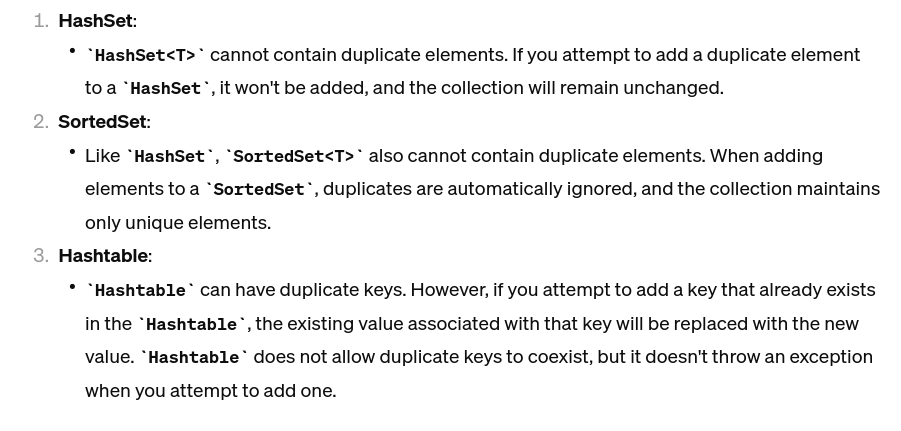 1. HashSet:
• `HashSet<T>` cannot contain duplicate elements. If you attempt to add a duplicate element
to a `HashSet`, it won't be added, and the collection will remain unchanged.
2. SortedSet:
• Like `HashSet`, `SortedSet<T>` also cannot contain duplicate elements. When adding
elements to a `SortedSet`, duplicates are automatically ignored, and the collection maintains
only unique elements.
3. Hashtable:
• `Hashtable` can have duplicate keys. However, if you attempt to add a key that already exists
in the `Hashtable`, the existing value associated with that key will be replaced with the new
value. `Hashtable` does not allow duplicate keys to coexist, but it doesn't throw an exception
when you attempt to add one.